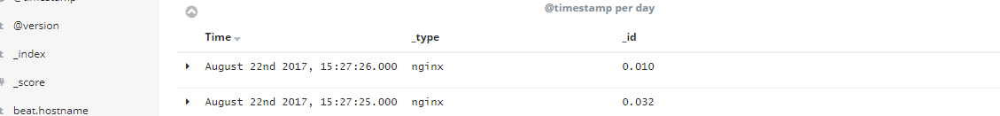 @timestamp per day
t @version
t _index
# _score
t beat.hostname
Time _type _id
August 22nd 2017, 15:27:26.000 nginx 0.010
August 22nd 2017, 15:27:25.000 nginx 0.032